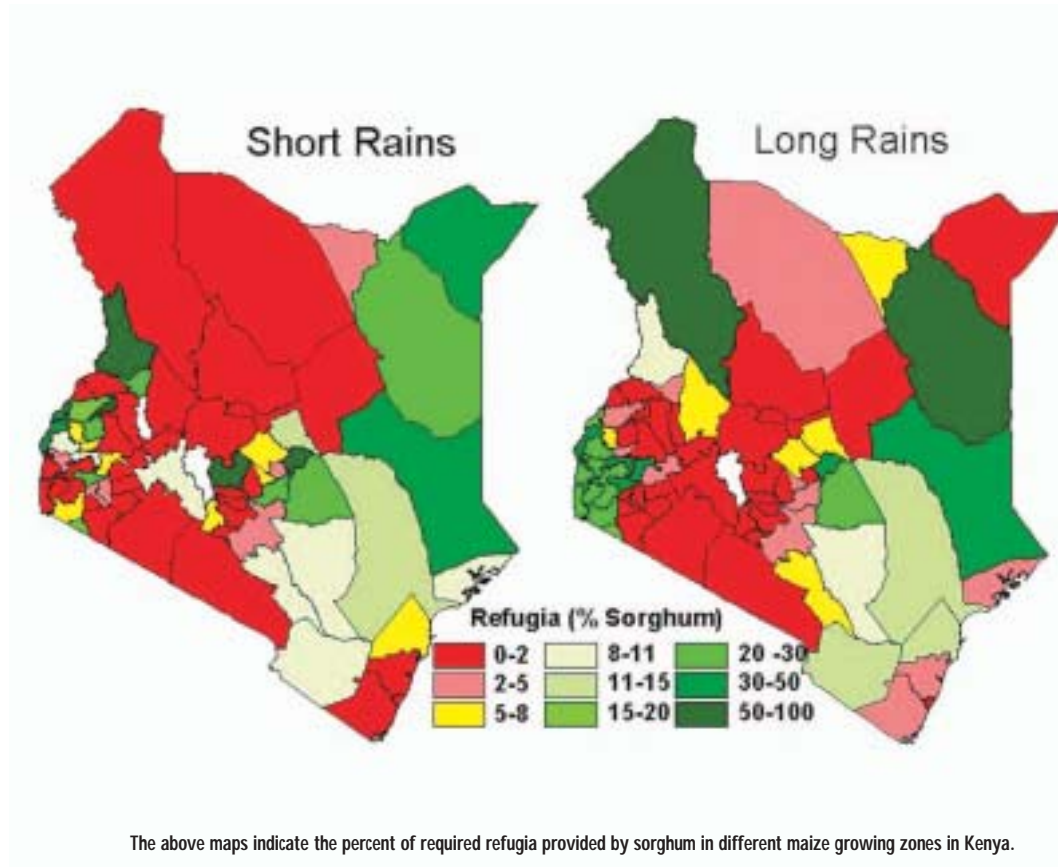 Short Rains
Long Rains
Refugia (% Sorghum)
0-2
8-11
20 -30
2-5
11-15
30-50
5-8
15-20
50-100
The above maps indicate the percent of required refugia provided by sorghum in different maize growing zones in Kenya.